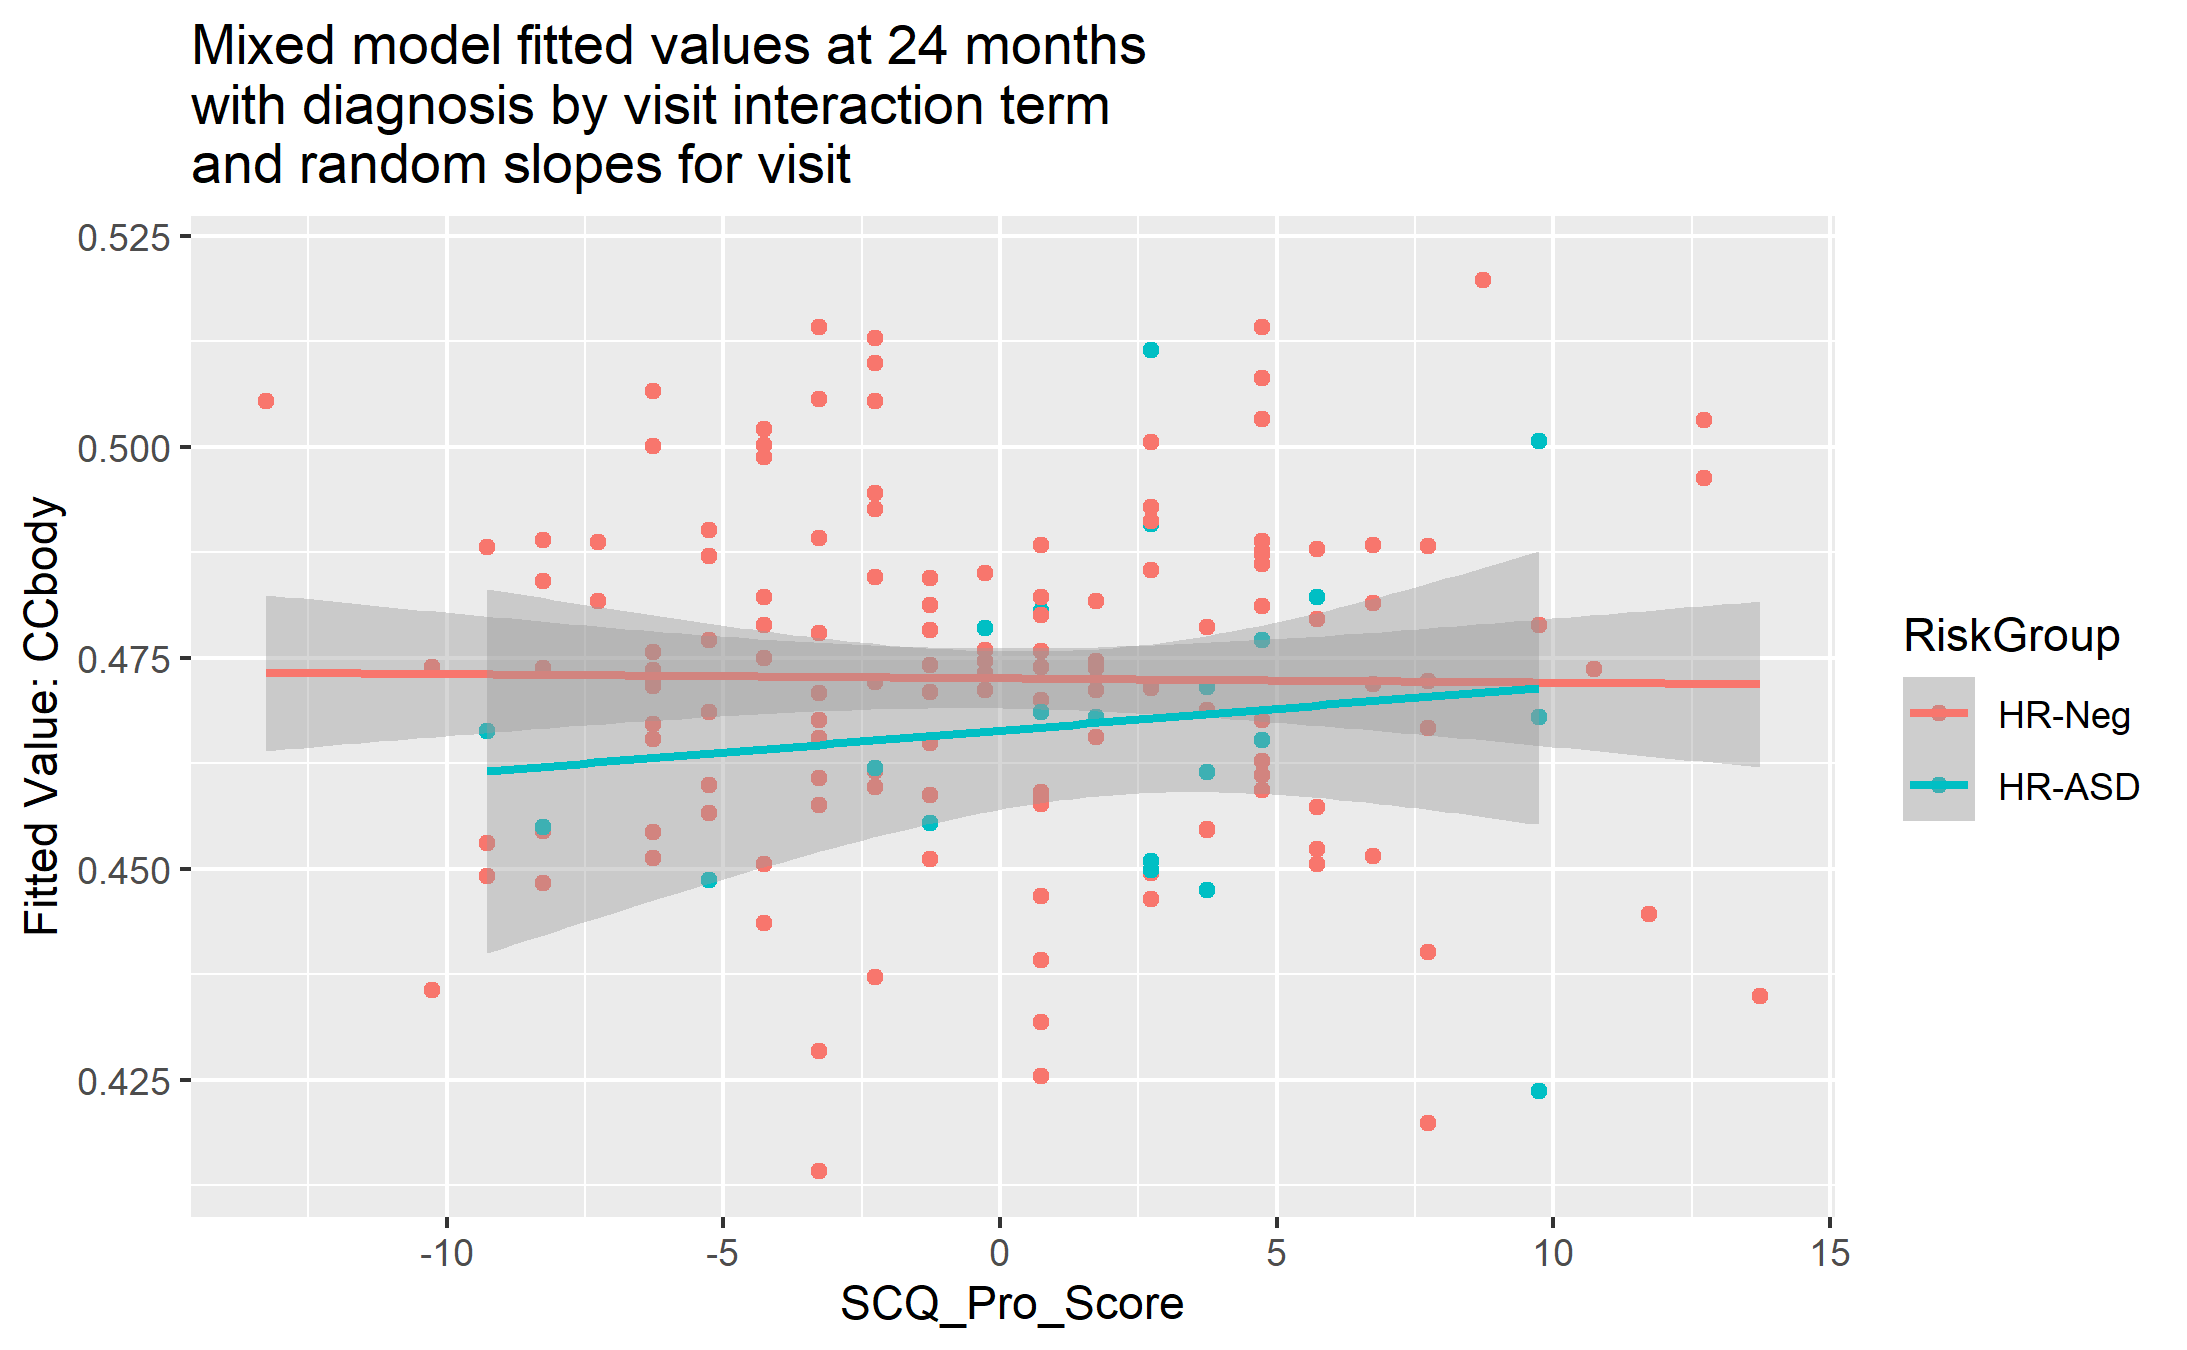 Mixed model fitted values at 24 months
with diagnosis by visit interaction term
and random slopes for visit
0.525
0.500
0.475
0.450
0.425
Fitted Value: CCbody
-10
-5
0
5
10
15
SCQ_Pro_Score
RiskGroup
HR-Neg
HR-ASD